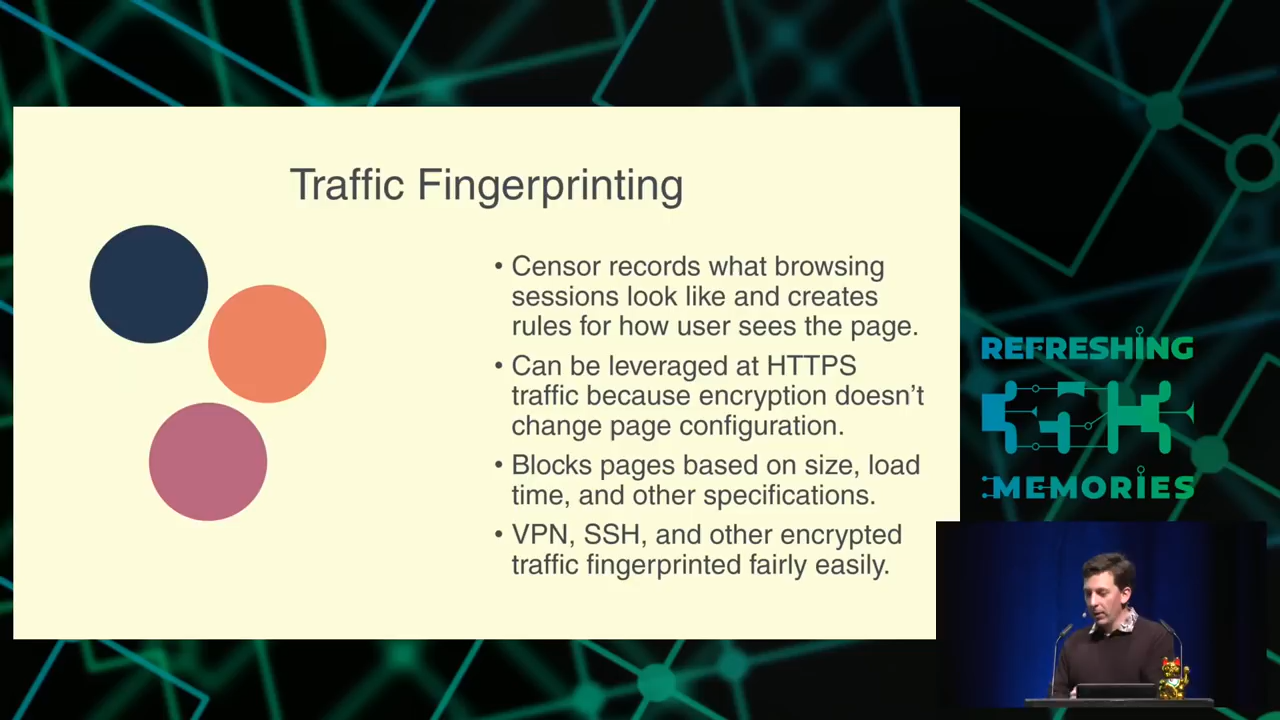 Traffic Fingerprinting
• Censor records what browsing
sessions look like and creates
rules for how user sees the page.
• Can be leveraged at HTTPS
traffic because encryption doesn't
change page configuration.
• Blocks pages based on size, load
time, and other specifications.
• VPN, SSH, and other encrypted
traffic fingerprinted fairly easily.
REFRESHING
MEMORIES